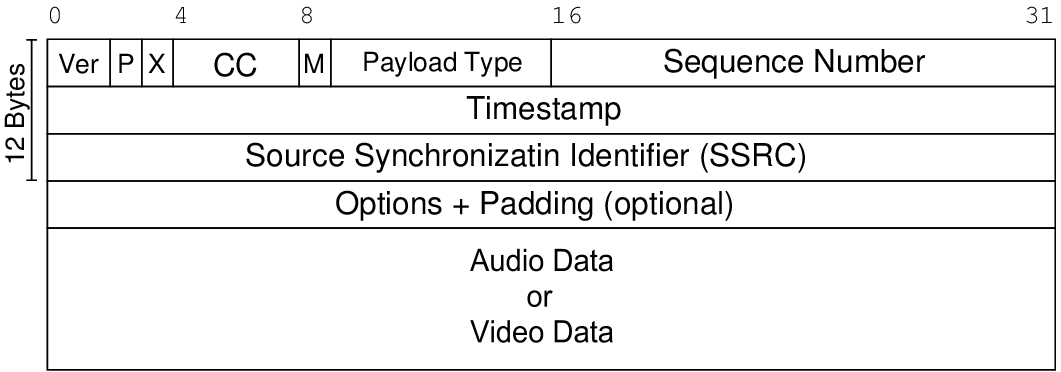 0 4 8 16 31
Ver P X CC M Payload Type Sequence Number
12 Bytes
Timestamp
Source Synchronizatin Identifier (SSRC)
Options + Padding (optional)
Audio Data
or
Video Data